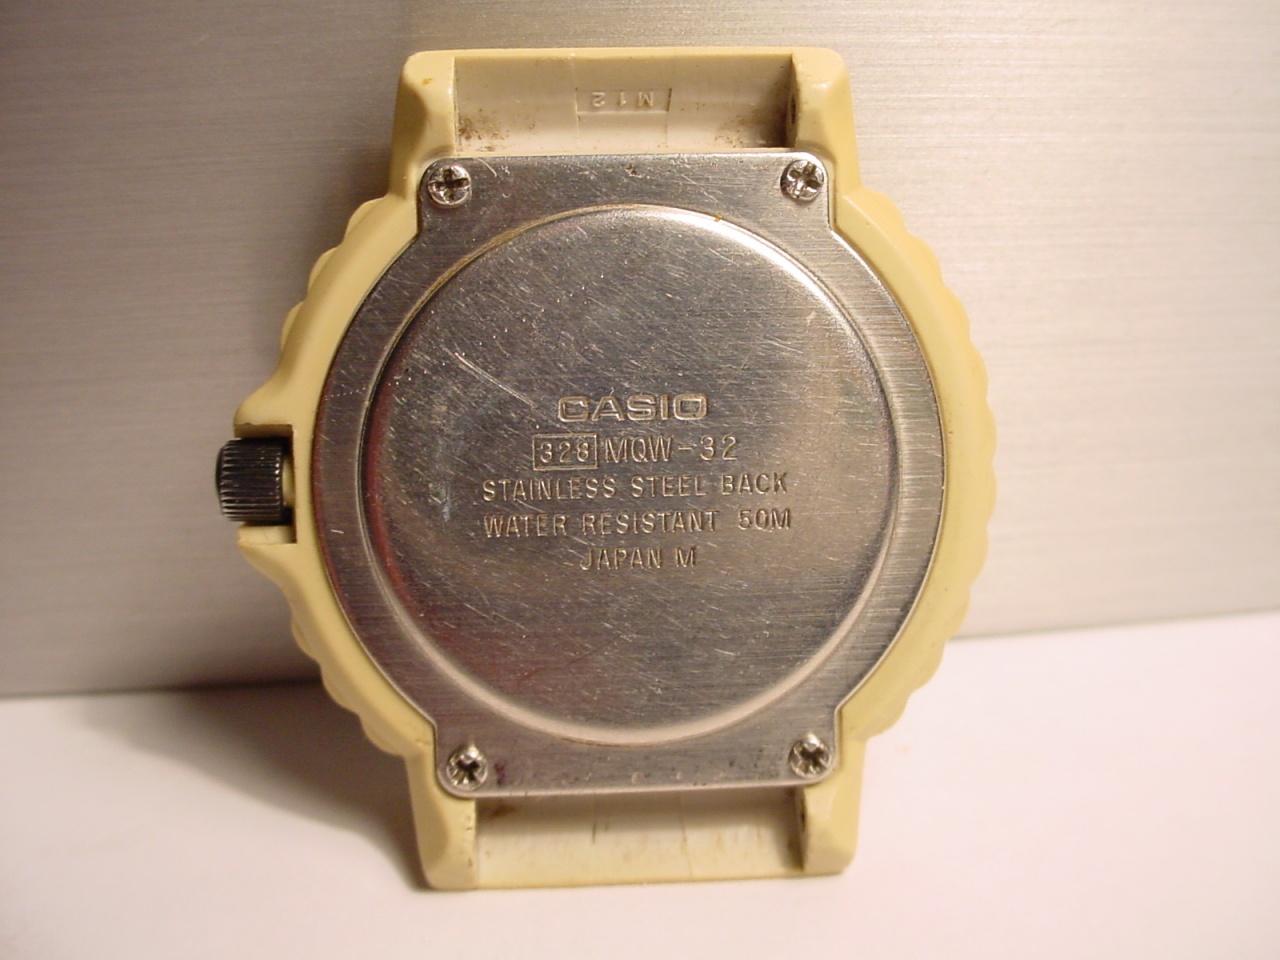 M12
CASIO
328 MQW-32
STAINLESS STEEL BACK
WATER RESISTANT 50M
JAPAN M